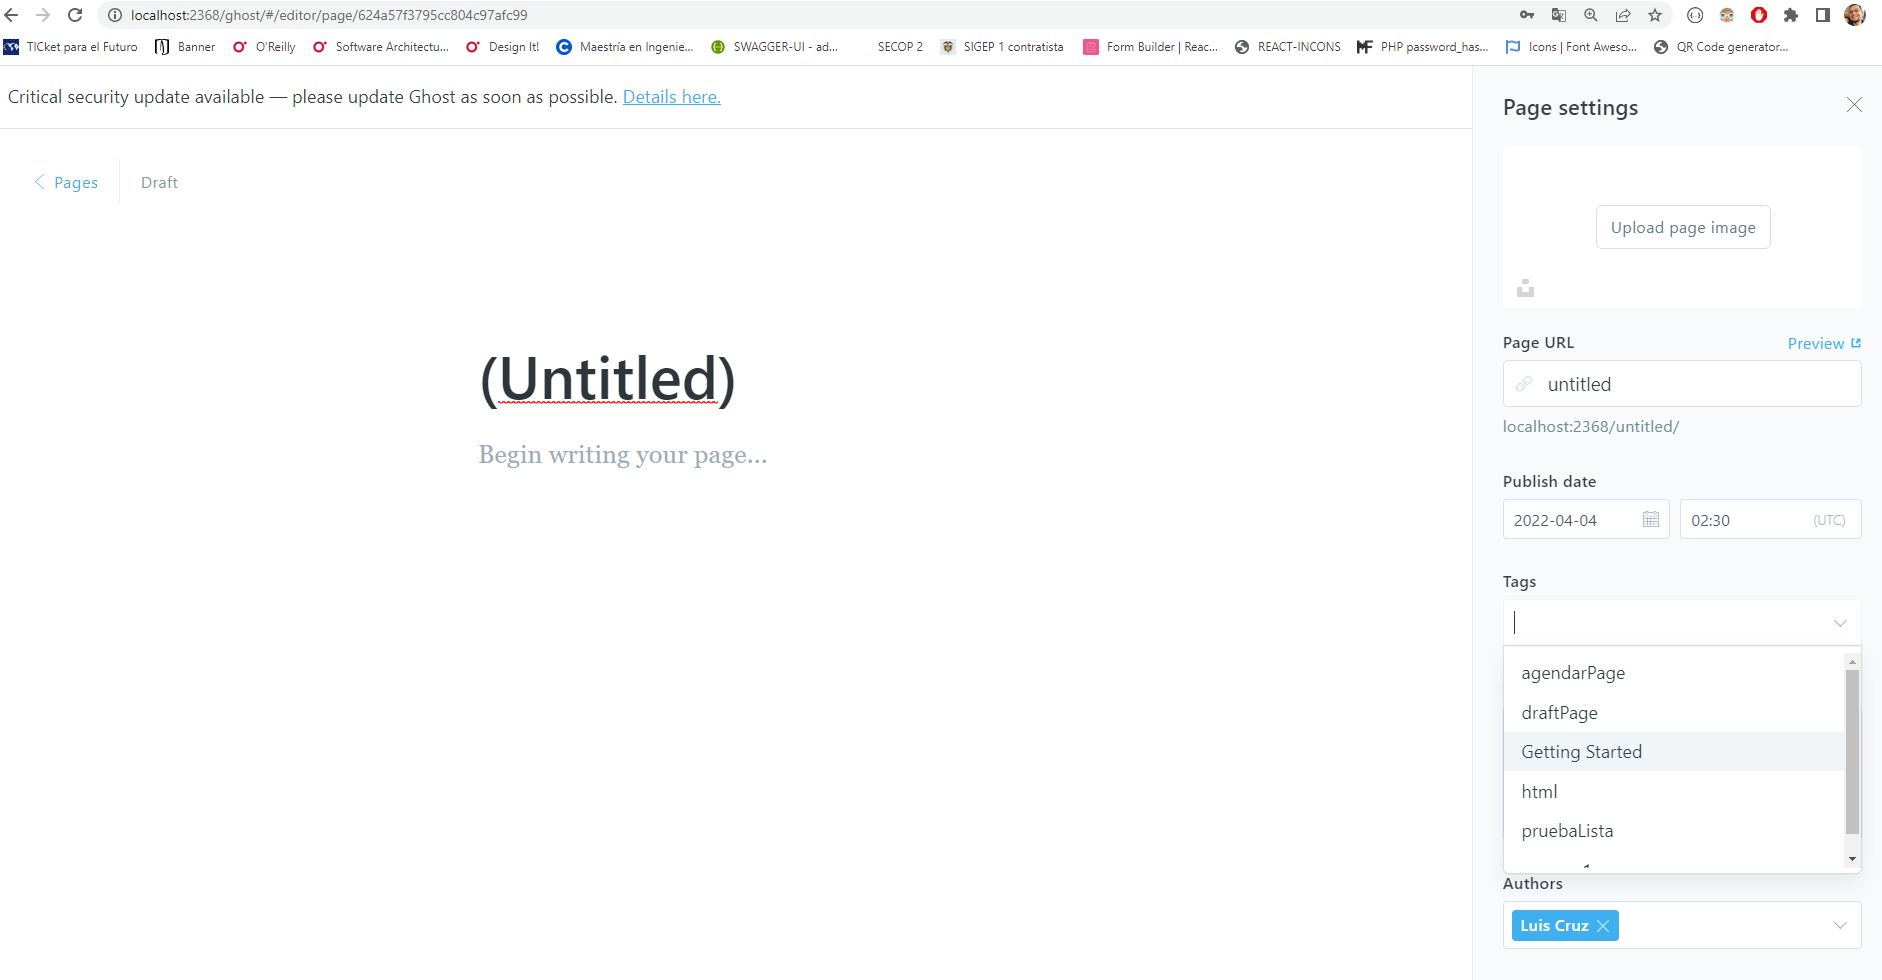 localhost:2368/ghost/#/editor/page/624a57f3795cc804c97afc99
TICket para el Futuro Banner O'Reilly Software Architectu... Design It! Maestría en Ingenie... SWAGGER-UI - ad... SECOP 2 SIGEP 1 contratista Form Builder | Reac... REACT-INCONS PHP password_has... Icons | Font Aweso... QR Code generator...
Critical security update available — please update Ghost as soon as possible. Details here.
Pages Draft
(Untitled)
Begin writing your page...
Page settings
Upload page image
Page URL Preview
untitled
localhost:2368/untitled/
Publish date
2022-04-04 02:30 (UTC)
Tags
agendarPage
draftPage
Getting Started
html
pruebaLista
Authors
Luis Cruz